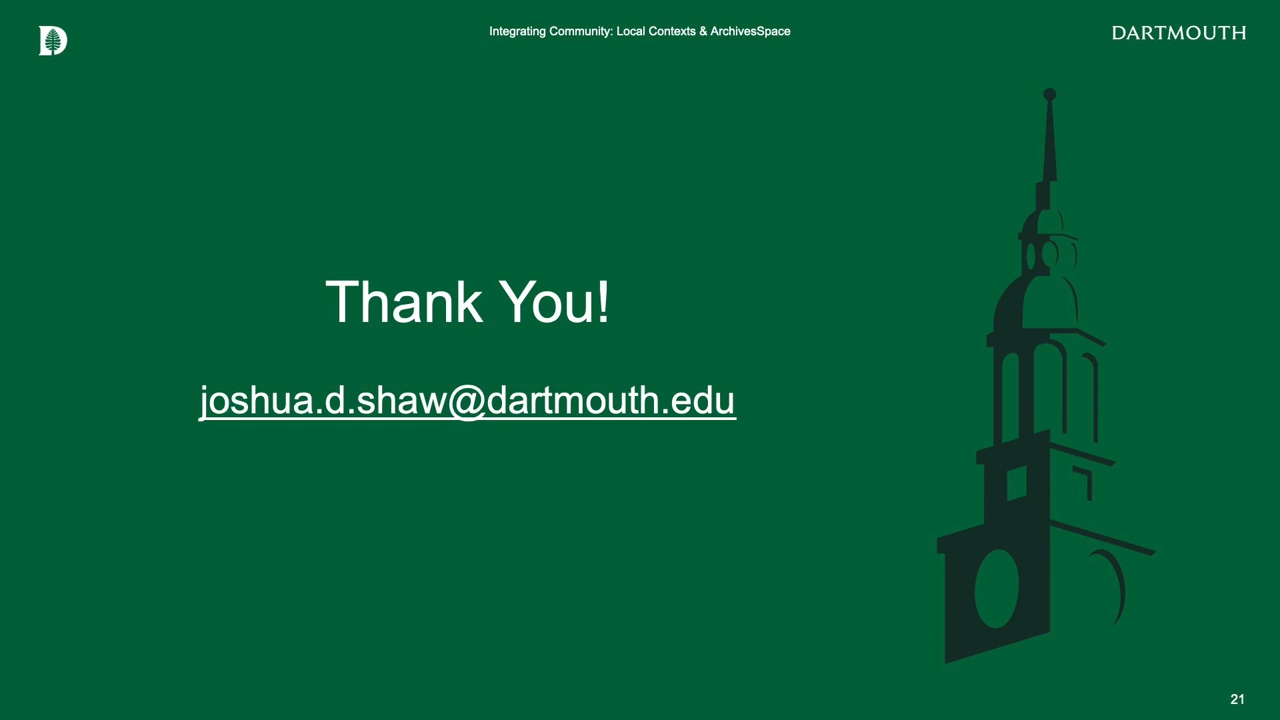 D
Integrating Community: Local Contexts & ArchivesSpace
DARTMOUTH
Thank You!
joshua.d.shaw@dartmouth.edu
21